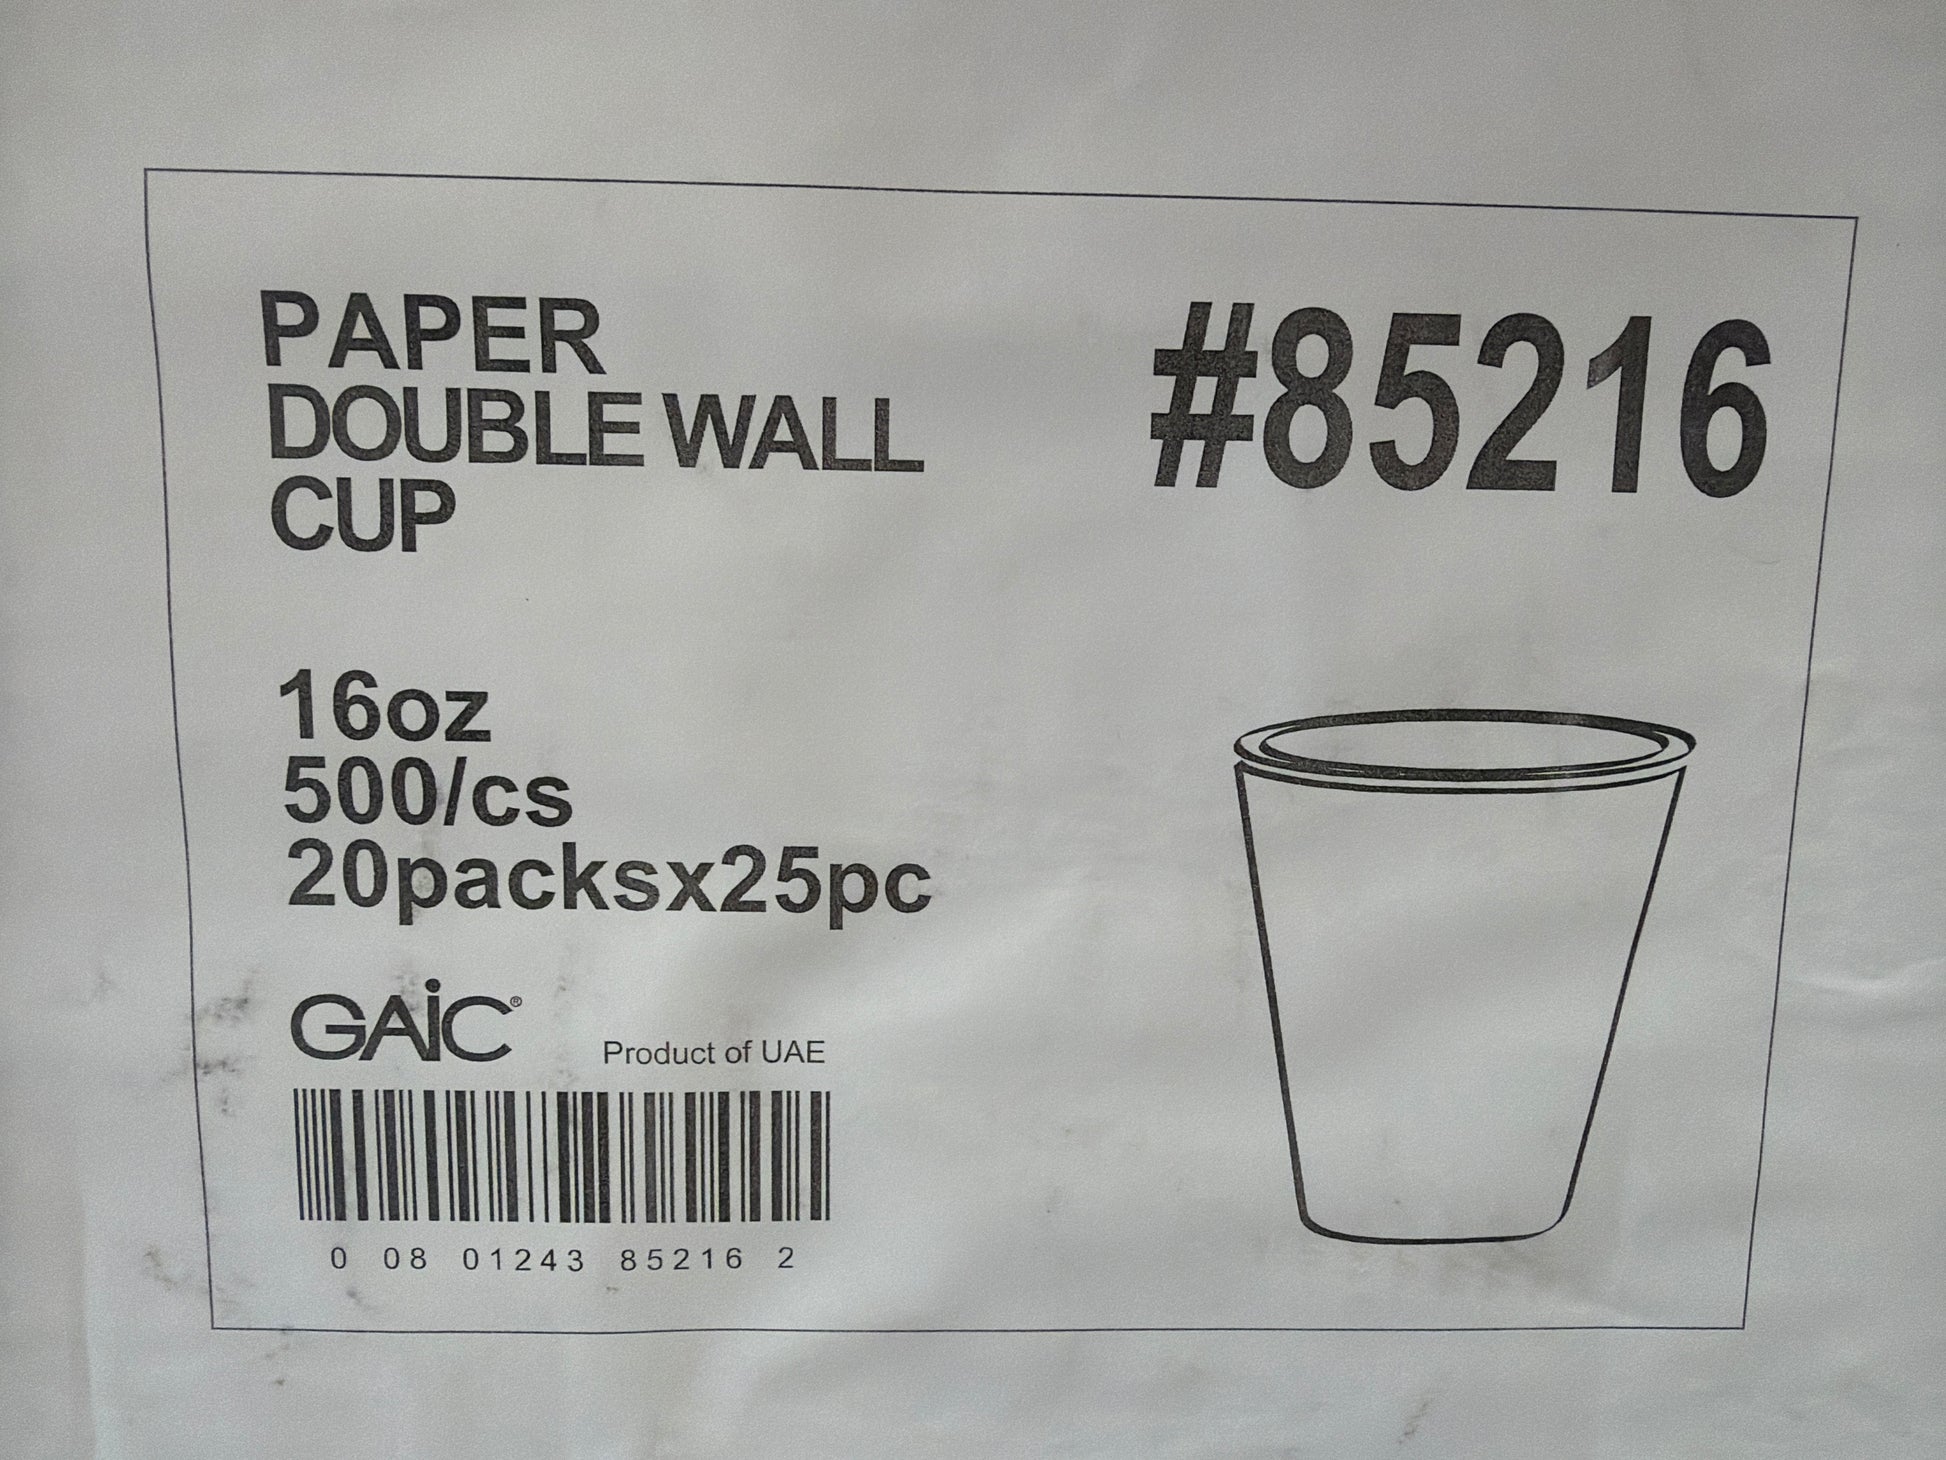 PAPER
DOUBLE WALL
CUP
#85216
16oz
500/cs
20packsx25pc
GAiC®
Product of UAE
0 08 01243 85216 2